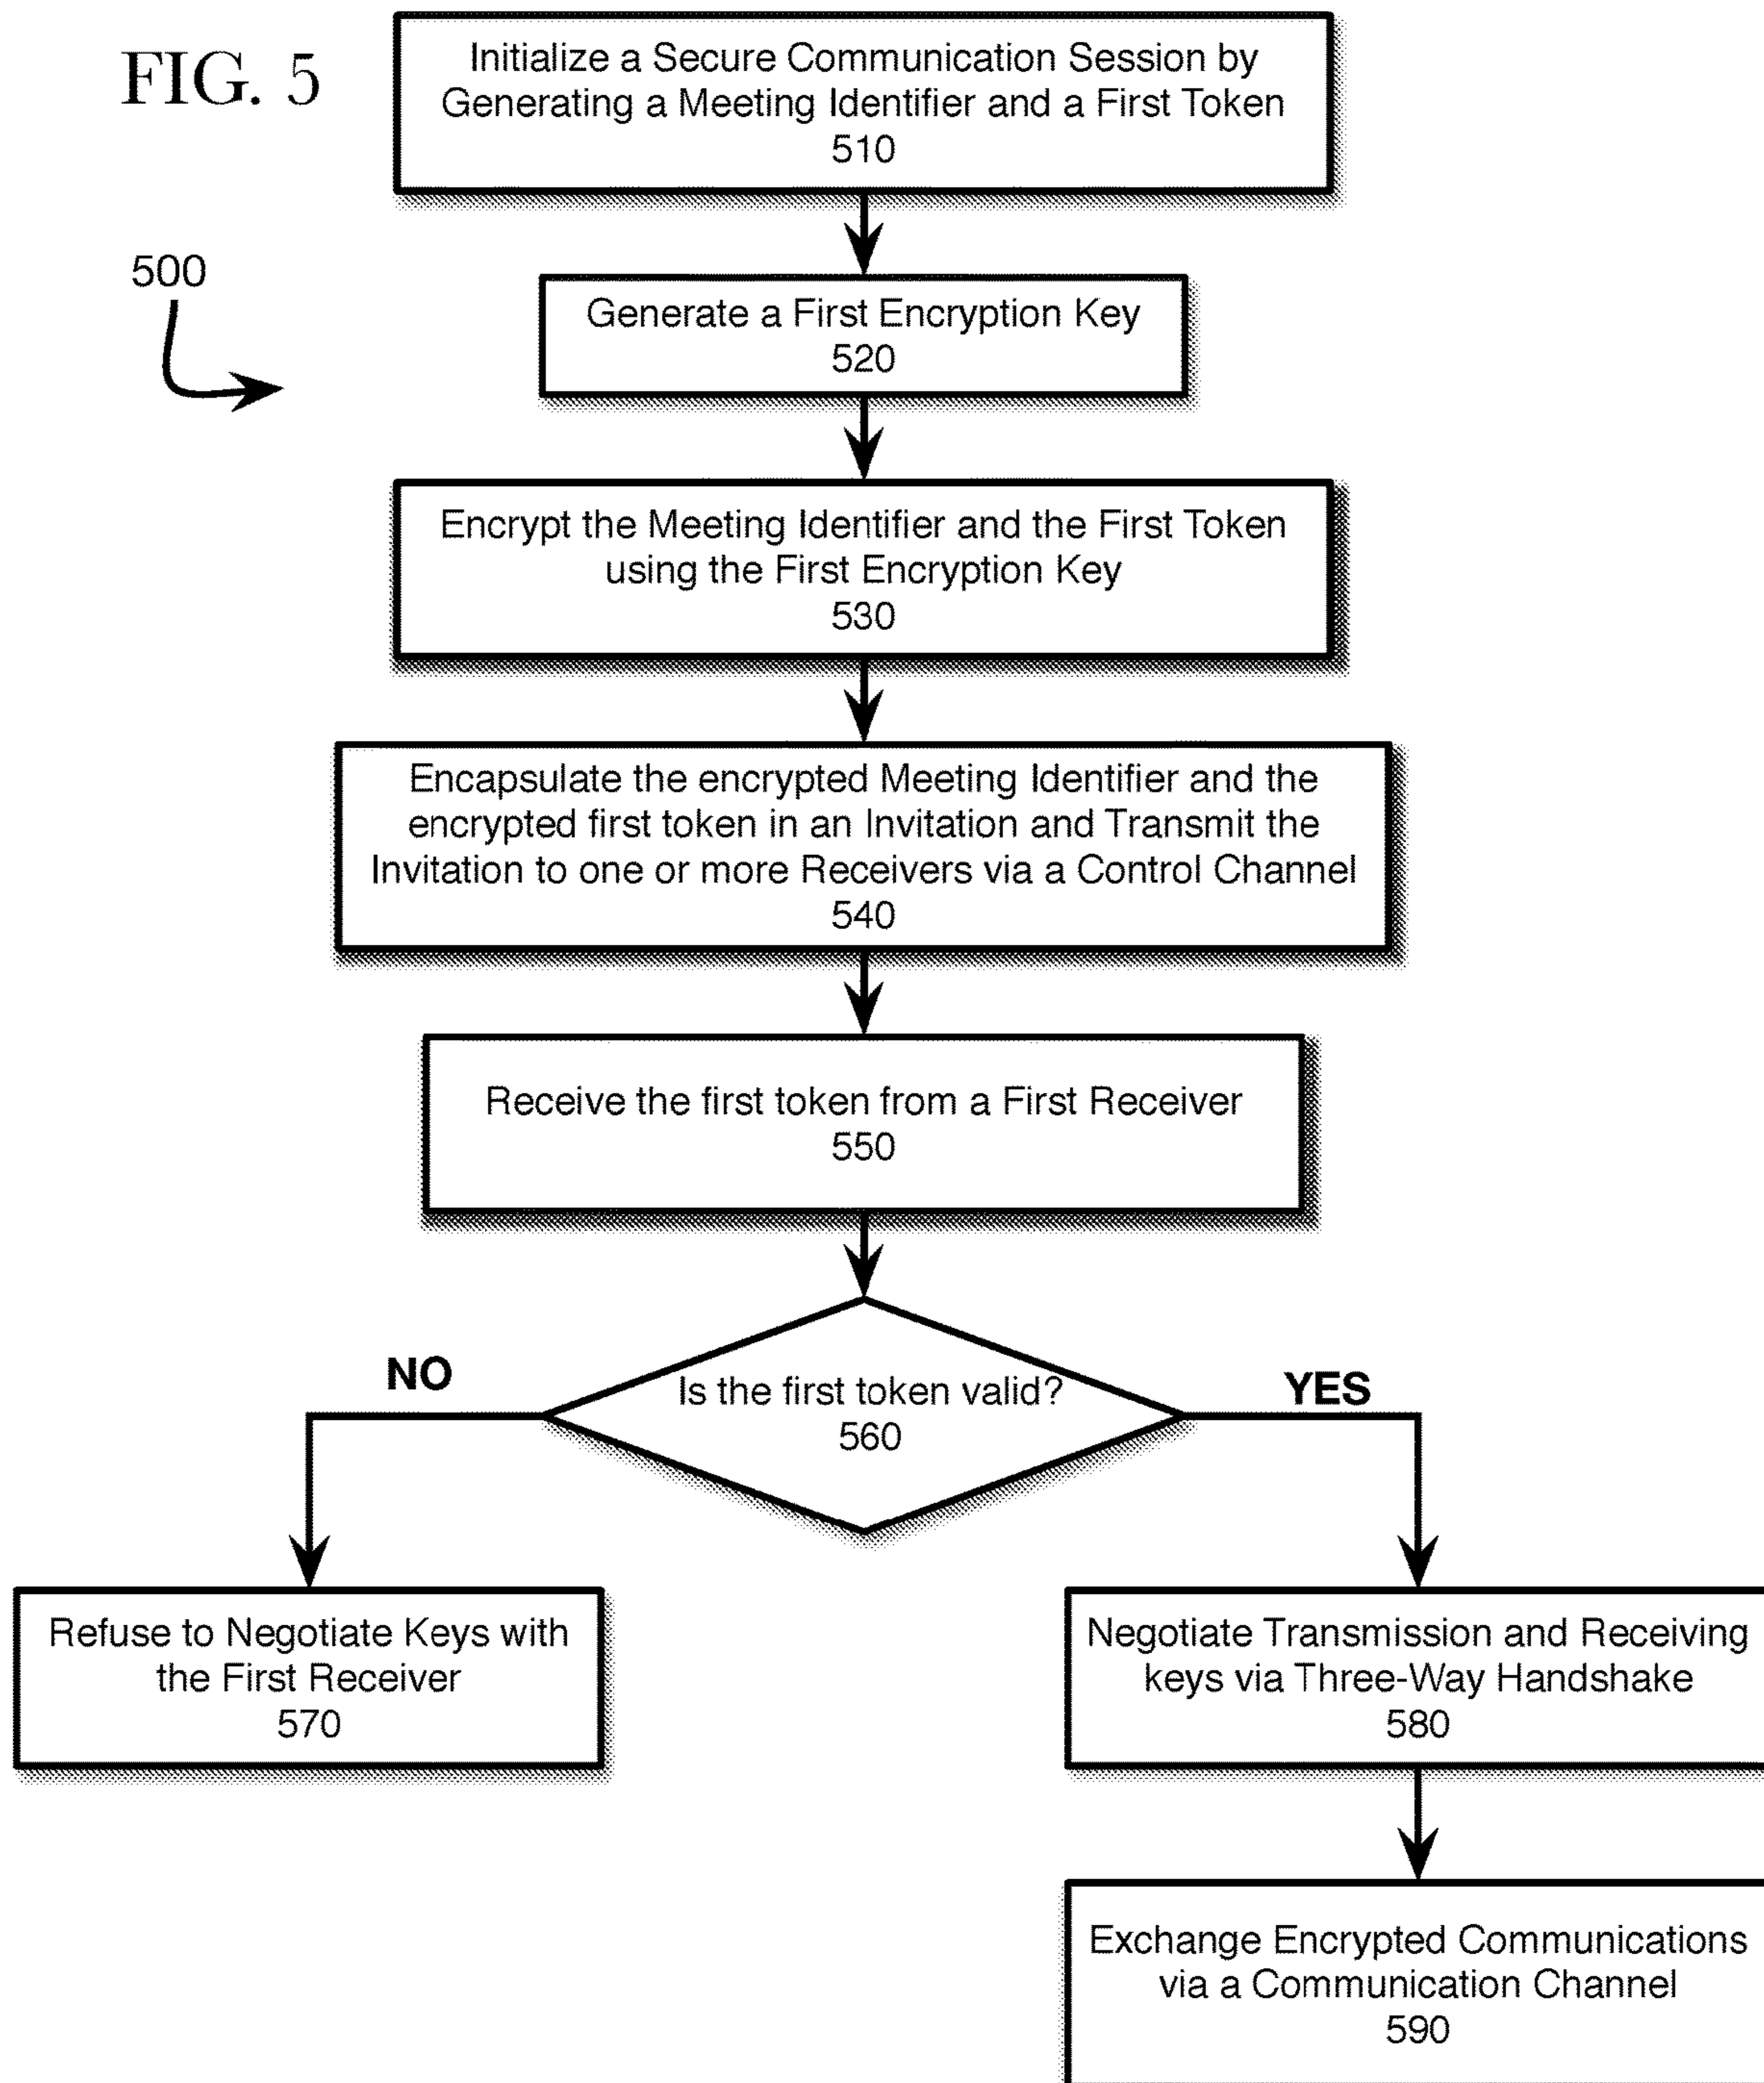 FIG. 5
Initialize a Secure Communication Session by
Generating a Meeting Identifier and a First Token
510
500
Generate a First Encryption Key
520
Encrypt the Meeting Identifier and the First Token
using the First Encryption Key
530
Encapsulate the encrypted Meeting Identifier and the
encrypted first token in an Invitation and Transmit the
Invitation to one or more Receivers via a Control Channel
540
Receive the first token from a First Receiver
550
Is the first token valid?
560
NO
YES
Refuse to Negotiate Keys with
the First Receiver
570
Negotiate Transmission and Receiving
keys via Three-Way Handshake
580
Exchange Encrypted Communications
via a Communication Channel
590